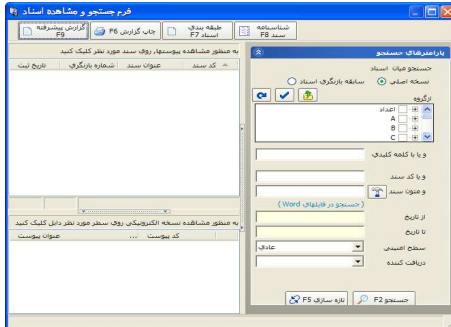 فرم جستجو و مشاهده اسناد
شناسنامه سند F8
طبقه بندی اسناد F7
چاپ گزارش F6
گزارش پیشرفته F9
پارامترهای جستجو
جستجو میان اسناد
نسخه اصلی
سابقه بازنگری اسناد
ازگروه
اعداد
A
B
C
و یا با کلمه کلیدی
و یا کد سند
و متون سند
(جستجو در فایلهای Word)
از تاریخ
تا تاریخ
سطح امنیتی
عادی
دریافت کننده
جستجو F2
تازه سازی F5
به منظور مشاهده پیوستها، روی سند مورد نظر کلیک کنید
کد سند
عنوان سند
شماره بازنگری
تاریخ ثبت
به منظور مشاهده نسخه الکترونیکی روی سطر مورد نظر دابل کلیک کنید
کد پیوست
...
عنوان پیوست